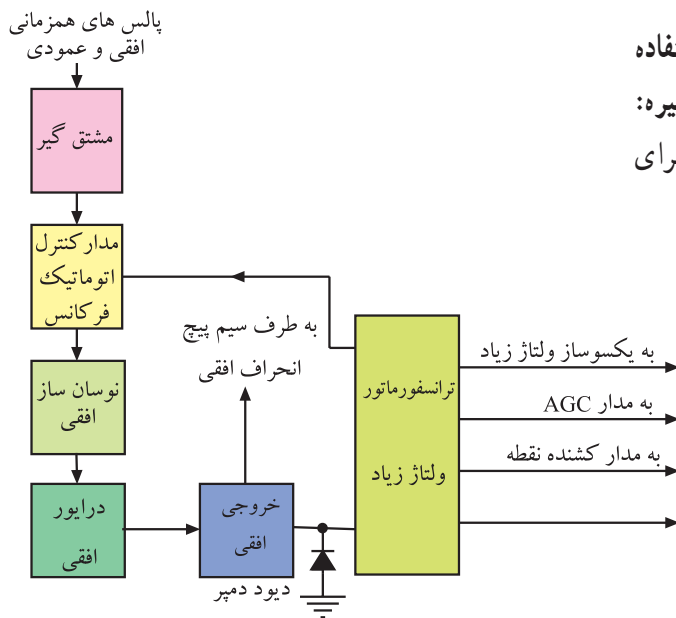 پالس های همزمانی
افقی و عمودی
مشتق گیر
مدارکنترل
اتوماتیک
فرکانس
نوسان ساز
افقی
درایور
افقی
خروجی
افقی
دیود دمپر
به طرف سیم پیچ
انحراف افقی
ترانسفورماتور
ولتاژ زیاد
به یکسوساز ولتاژ زیاد
به مدار AGC
به مدار کشنده نقطه